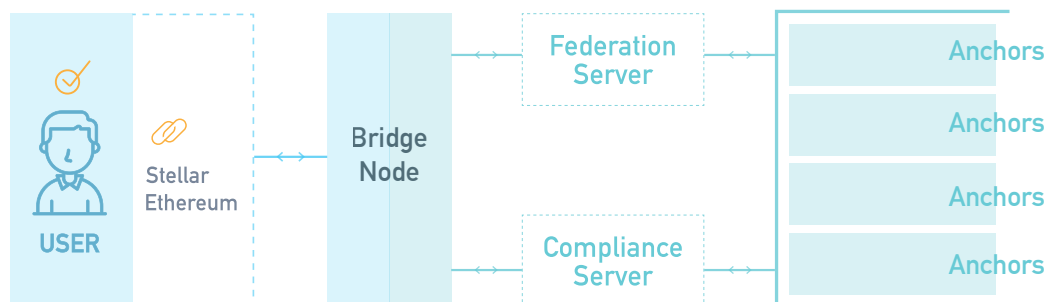 USER
Stellar
Ethereum
Bridge
Node
Federation
Server
Compliance
Server
Anchors
Anchors
Anchors
Anchors